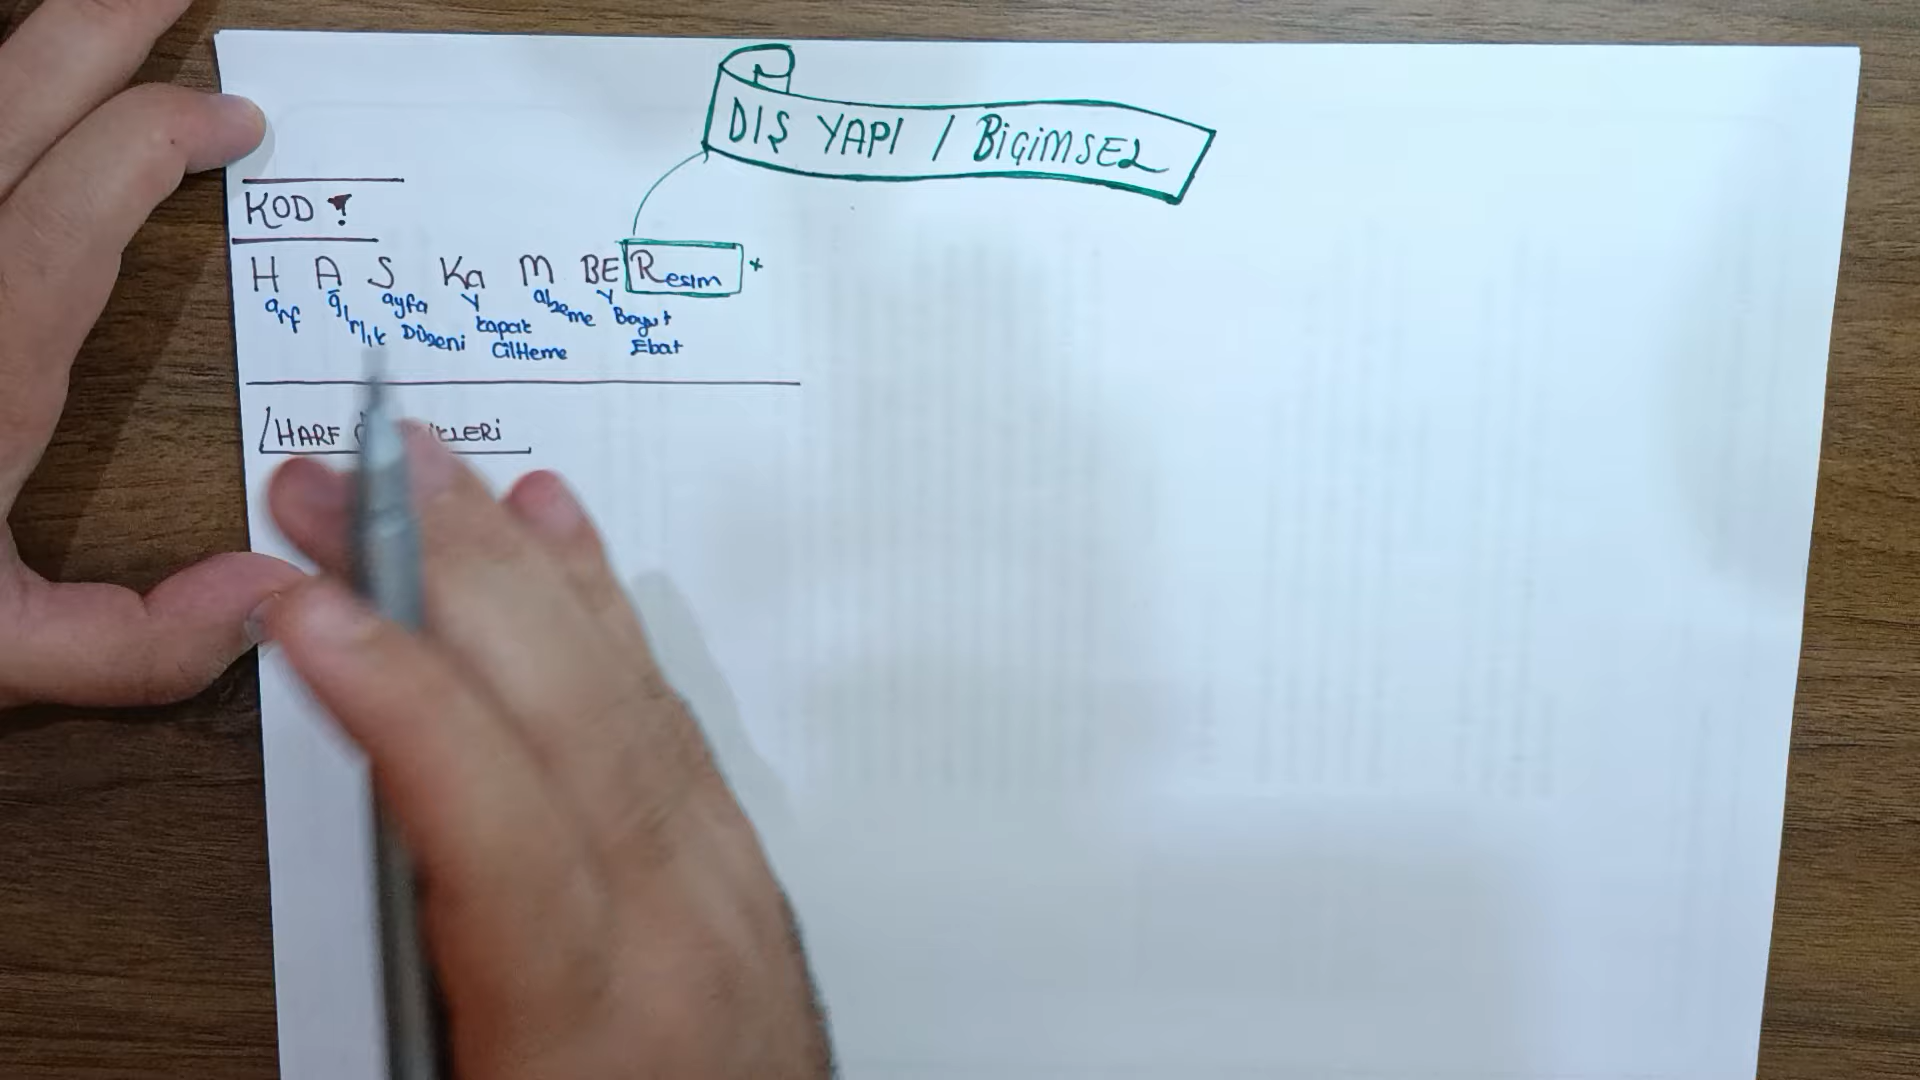 DIŞ YAPI / BİÇİMSEL
KOD !
H A S Ka M BE Resim +
arf ğı ayfa y alzeme y Boyut
rlık Düzeni Kapak Ebat
Ciltleme
HARF